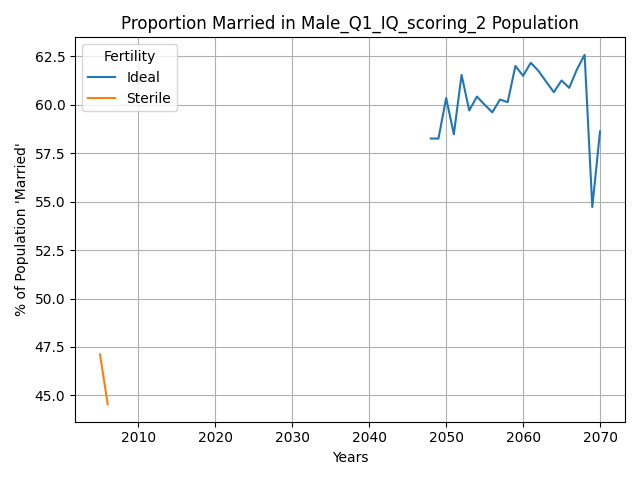 Proportion Married in Male_Q1_IQ_scoring_2 Population
Fertility
Ideal
Sterile
% of Population 'Married'
62.5
60.0
57.5
55.0
52.5
50.0
47.5
45.0
2010
2020
2030
2040
2050
2060
2070
Years